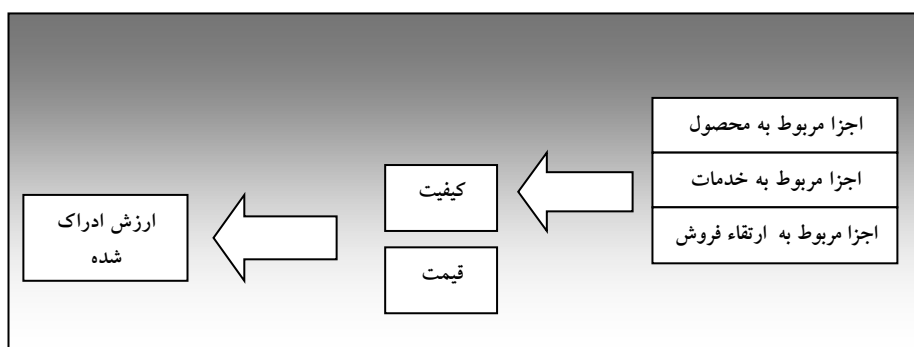 اجزا مربوط به محصول
اجزا مربوط به خدمات
اجزا مربوط به ارتقاء فروش
کیفیت
قیمت
ارزش ادراک
شده